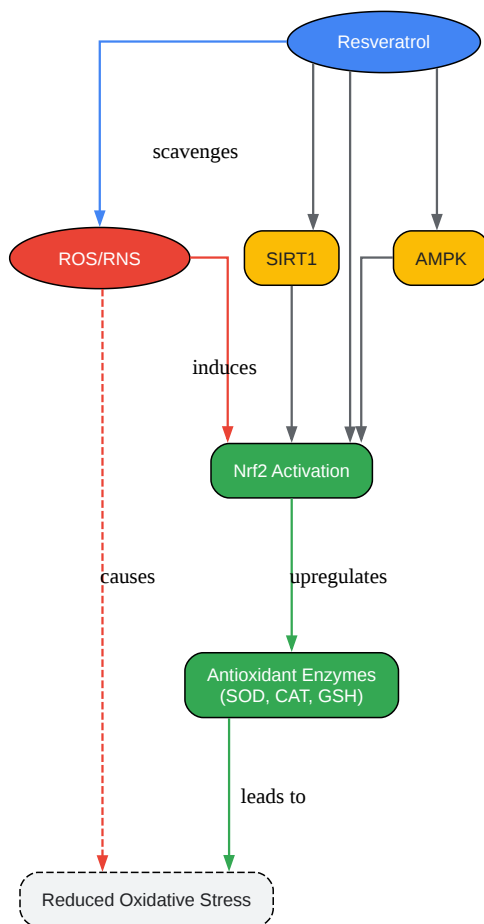 Resveratrol
scavenges
ROS/RNS
SIRT1
AMPK
induces
Nrf2 Activation
causes
upregulates
Antioxidant Enzymes
(SOD, CAT, GSH)
leads to
Reduced Oxidative Stress